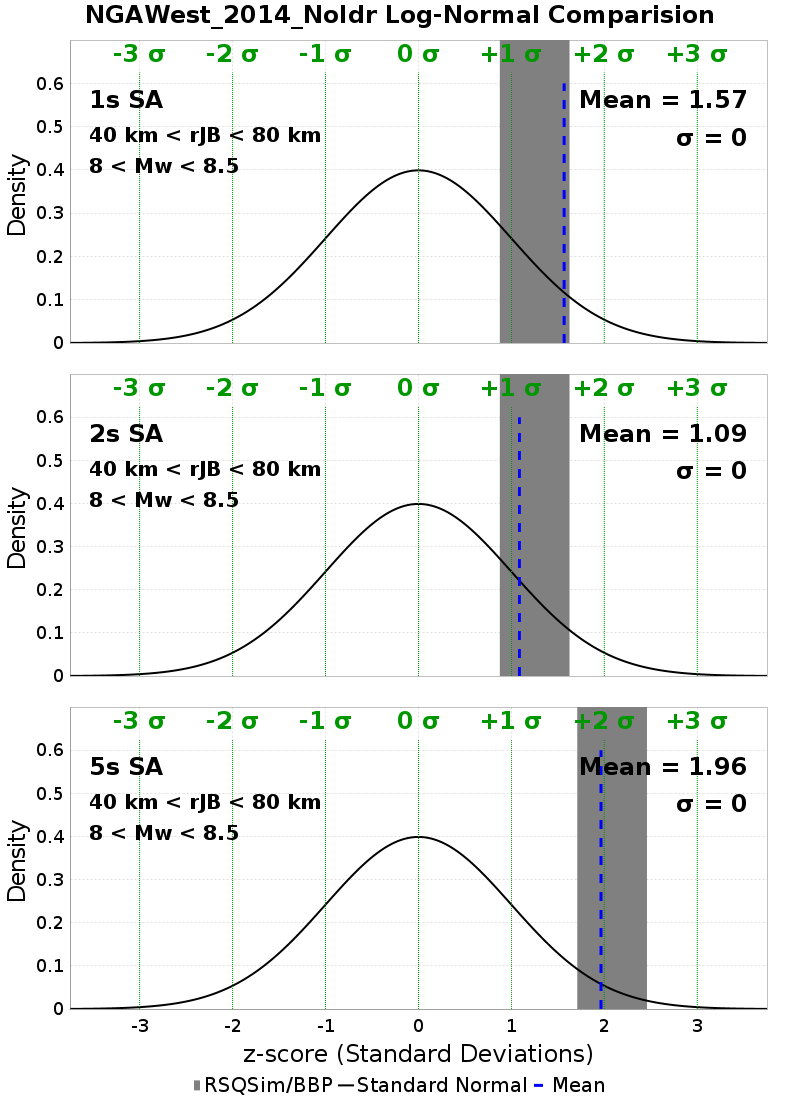 NGAWest_2014_NoIdr Log-Normal Comparision
-3 σ -2 σ -1 σ 0 σ +1 σ +2 σ +3 σ
0.6
1s SA
Mean = 1.57
0.5
40 km < rJB < 80 km
σ = 0
0.4
8 < Mw < 8.5
0.3
0.2
0.1
0
Density
-3 σ -2 σ -1 σ 0 σ +1 σ +2 σ +3 σ
0.6
2s SA
Mean = 1.09
0.5
40 km < rJB < 80 km
σ = 0
0.4
8 < Mw < 8.5
0.3
0.2
0.1
0
Density
-3 σ -2 σ -1 σ 0 σ +1 σ +2 σ +3 σ
0.6
5s SA
Mean = 1.96
0.5
40 km < rJB < 80 km
σ = 0
0.4
8 < Mw < 8.5
0.3
0.2
0.1
0
Density
-3 -2 -1 0 1 2 3
z-score (Standard Deviations)
RSQSim/BBP Standard Normal Mean